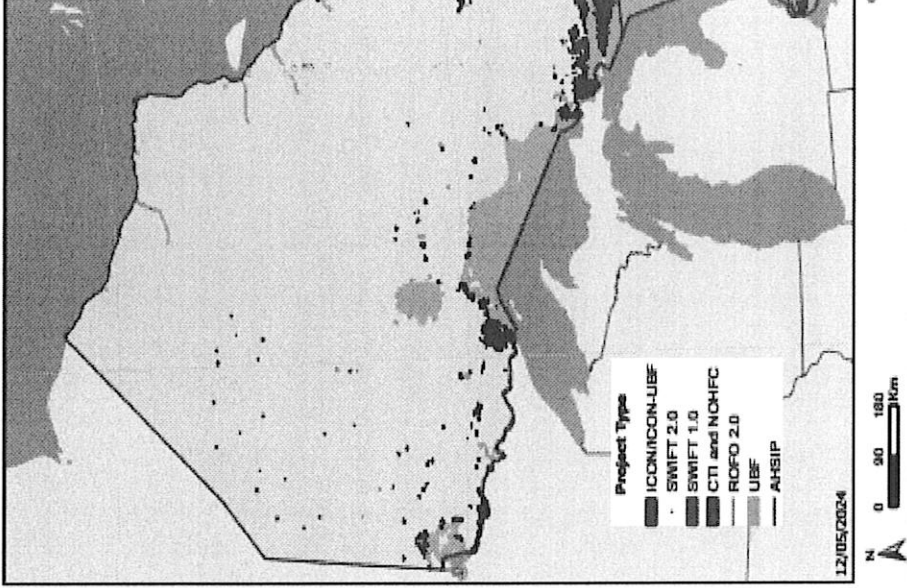 Project Type
ICON/ICON-UBF
SWIFT 2.0
SWIFT 1.0
CTI and NOHFC
ROFO 2.0
UBF
AHSIP
12/05/2024
N
0 90 180
Km